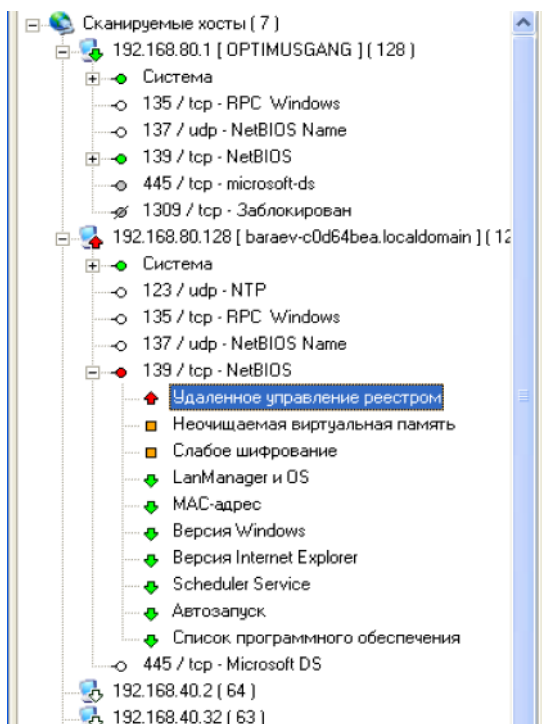 Сканируемые хосты ( 7 )
192.168.80.1 [ OPTIMUSGANG ] ( 128 )
Система
135 / tcp - RPC Windows
137 / udp - NetBIOS Name
139 / tcp - NetBIOS
445 / tcp - microsoft-ds
1309 / tcp - Заблокирован
192.168.80.128 [ baraev-c0d64bea.localdomain ] ( 12
Система
123 / udp - NTP
135 / tcp - RPC Windows
137 / udp - NetBIOS Name
139 / tcp - NetBIOS
Удаленное управление реестром
Неочищаемая виртуальная память
Слабое шифрование
LanManager и OS
MAC-адрес
Версия Windows
Версия Internet Explorer
Scheduler Service
Автозапуск
Список программного обеспечения
445 / tcp - Microsoft DS
192.168.40.2 ( 64 )
192.168.40.32 ( 63 )